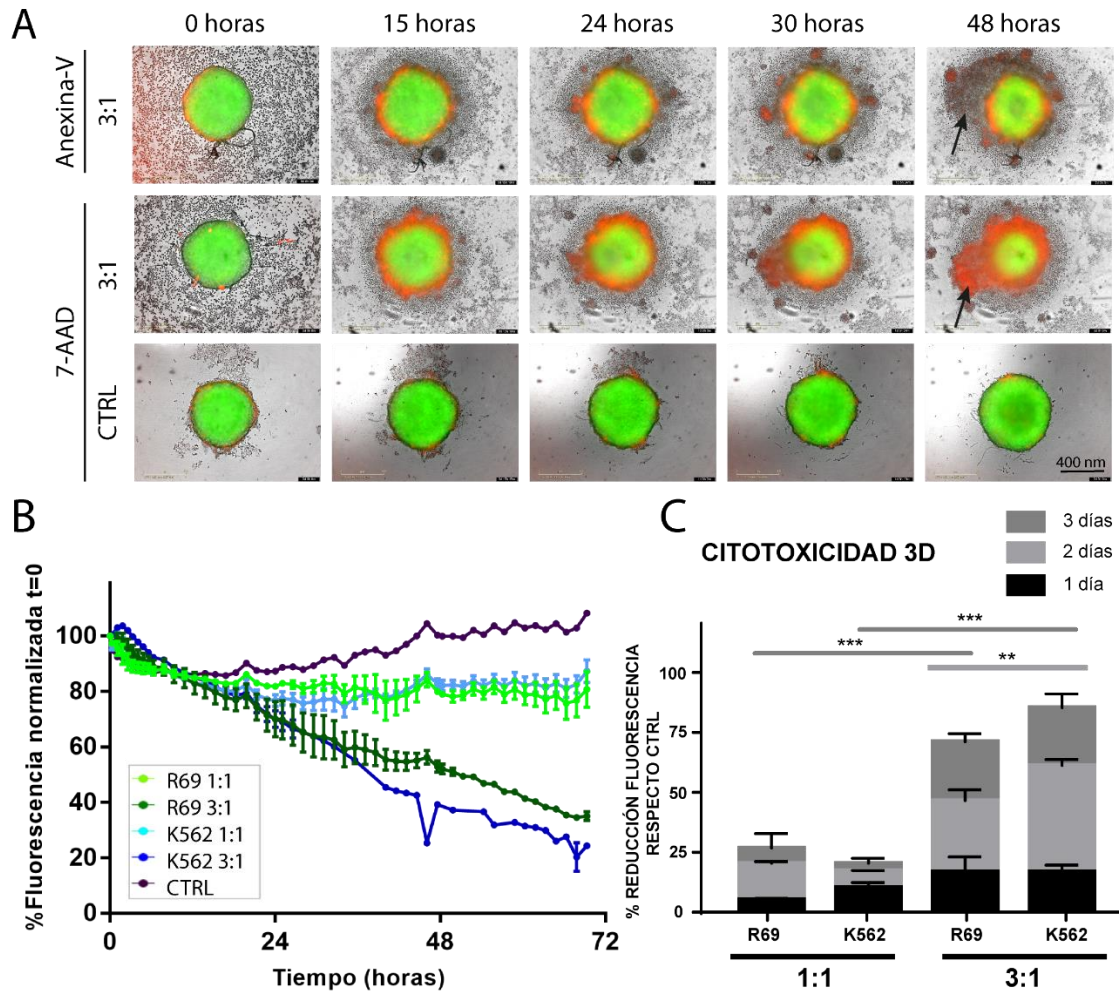 A
0 horas
15 horas
24 horas
30 horas
48 horas
Anexina-V
3:1
7-AAD
3:1
CTRL
400 nm
B
%Fluorescencia normalizada t=0
100
80
60
40
20
0
0
24
48
72
Tiempo (horas)
R69 1:1
R69 3:1
K562 1:1
K562 3:1
CTRL
C
CITOTOXICIDAD 3D
3 días
2 días
1 día
% REDUCCIÓN FLUORESCENCIA
RESPECTO CTRL
100
75
50
25
0
***
***
**
R69
K562
R69
K562
1:1
3:1